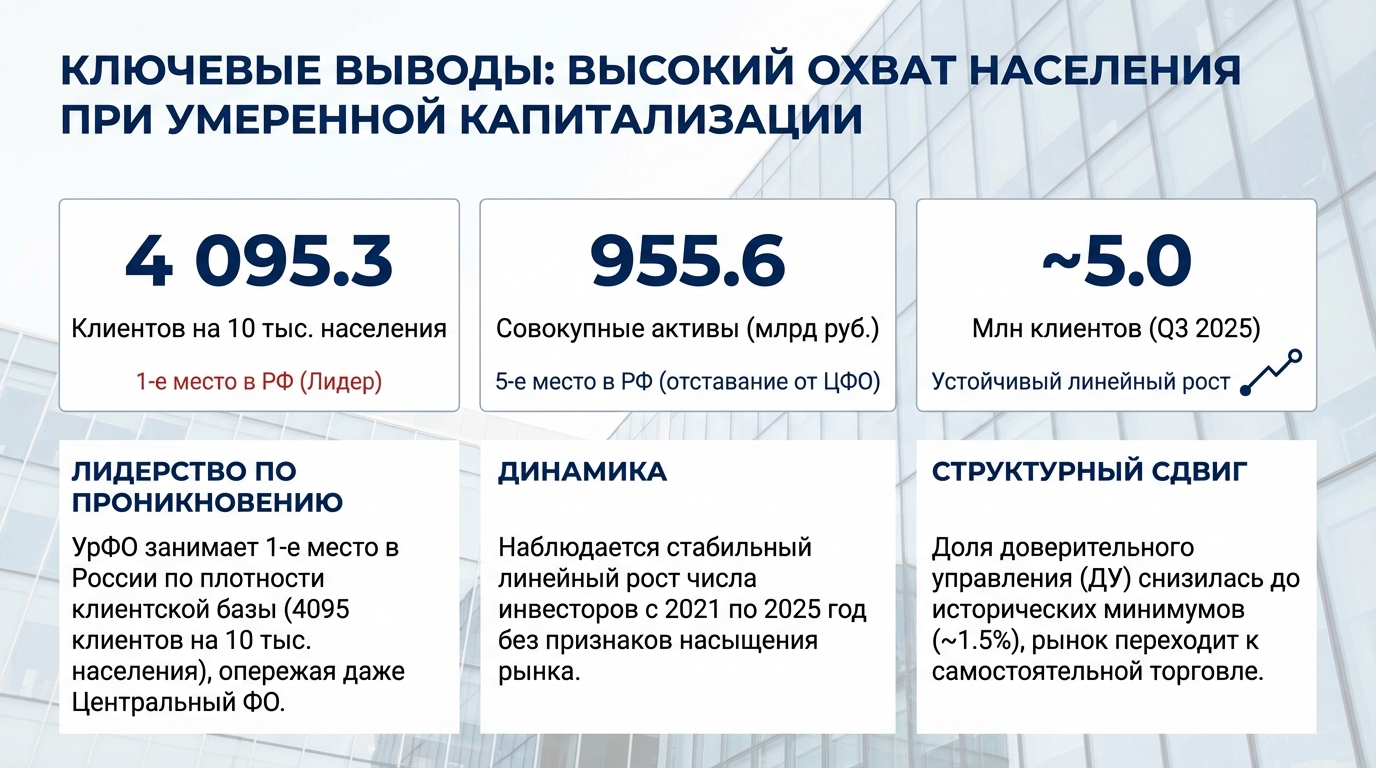 КЛЮЧЕВЫЕ ВЫВОДЫ: ВЫСОКИЙ ОХВАТ НАСЕЛЕНИЯ
ПРИ УМЕРЕННОЙ КАПИТАЛИЗАЦИИ
4 095.3
Клиентов на 10 тыс. населения
1-е место в РФ (Лидер)
955.6
Совокупные активы (млрд руб.)
5-е место в РФ (отставание от ЦФО)
~5.0
Млн клиентов (Q3 2025)
Устойчивый линейный рост
ЛИДЕРСТВО ПО
ПРОНИКНОВЕНИЮ
УрФО занимает 1-е место в
России по плотности
клиентской базы (4095
клиентов на 10 тыс.
населения), опережая даже
Центральный ФО.
ДИНАМИКА
Наблюдается стабильный
линейный рост числа
инвесторов с 2021 по 2025 год
без признаков насыщения
рынка.
СТРУКТУРНЫЙ СДВИГ
Доля доверительного
управления (ДУ) снизилась до
исторических минимумов
(~1.5%), рынок переходит к
самостоятельной торговле.